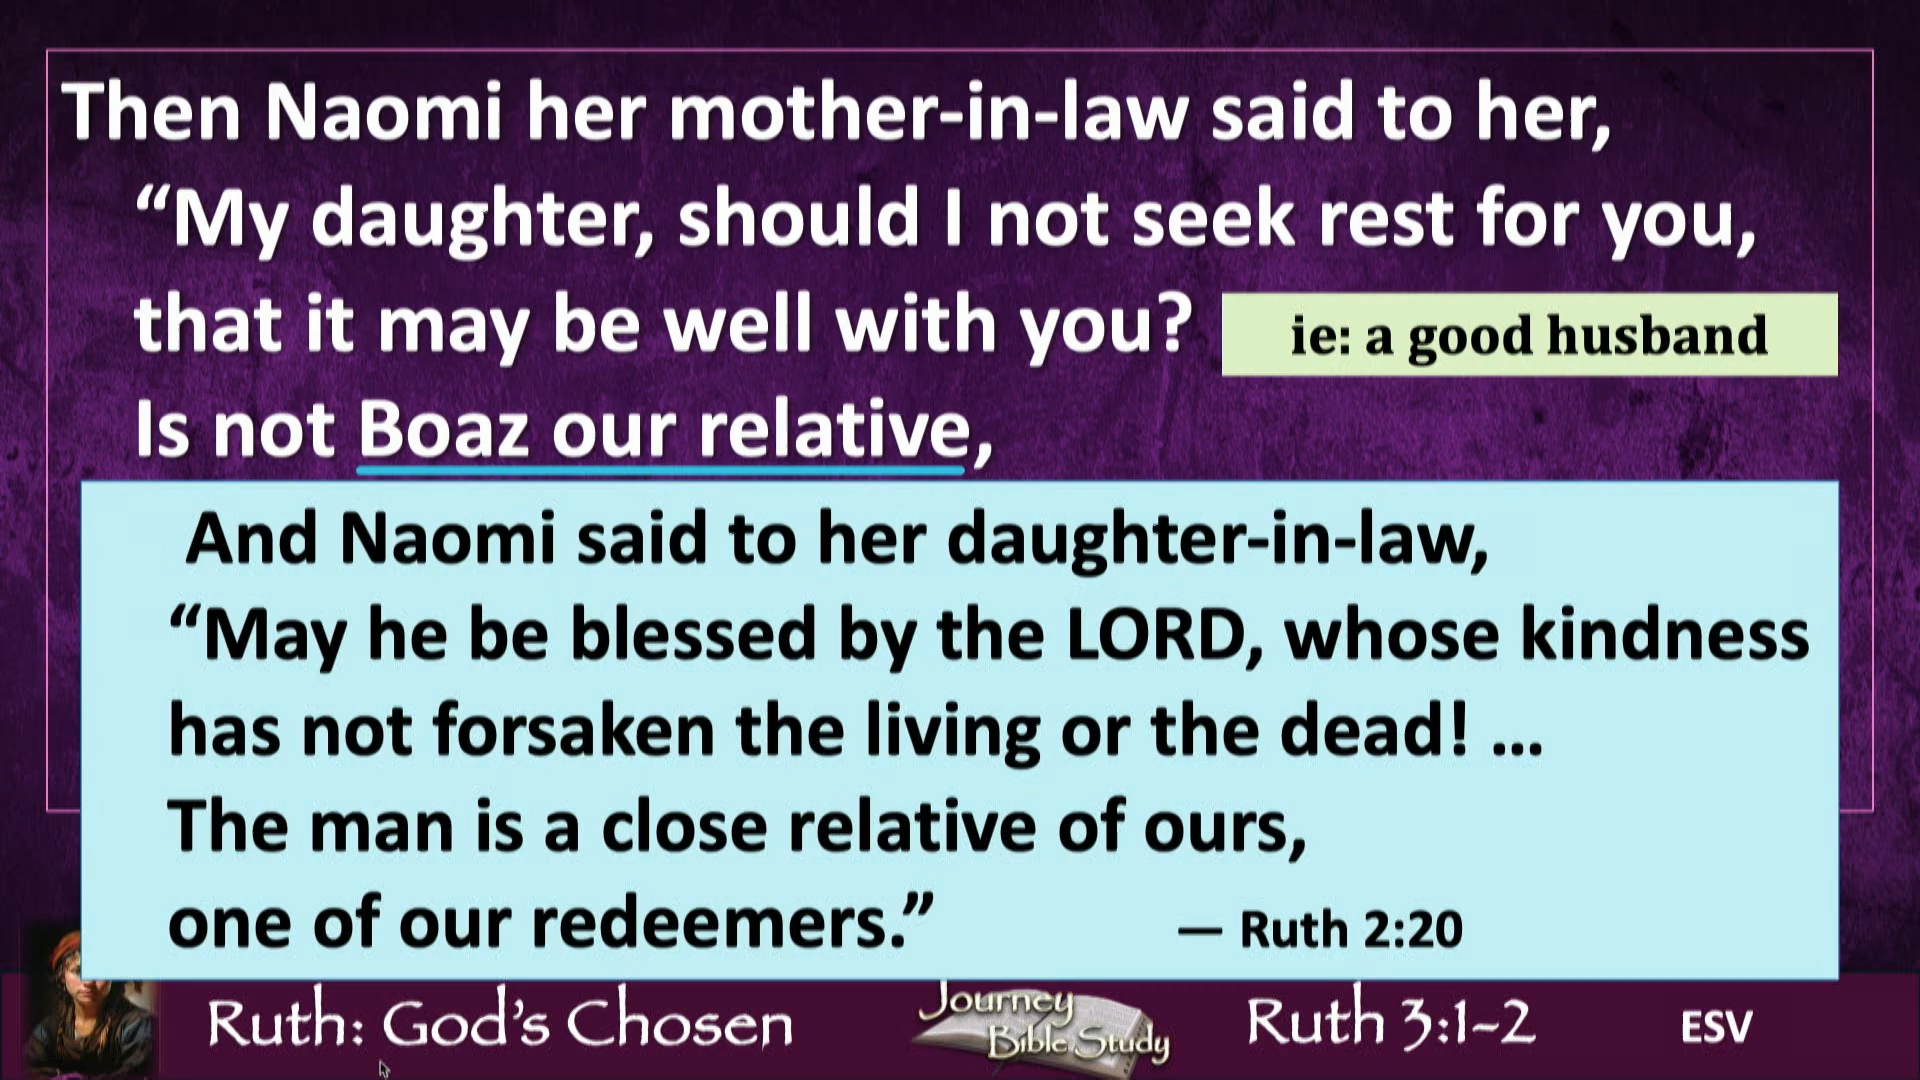 Then Naomi her mother-in-law said to her,
“My daughter, should I not seek rest for you,
that it may be well with you?
ie: a good husband
Is not Boaz our relative,
And Naomi said to her daughter-in-law,
“May he be blessed by the LORD, whose kindness
has not forsaken the living or the dead! ...
The man is a close relative of ours,
one of our redeemers.”
— Ruth 2:20
Ruth: God’s Chosen
Journey
Bible Study
Ruth 3:1-2
ESV